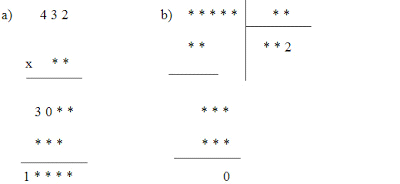 a) 4 3 2 b) * * * * * * *
x * * * * * * 2
3 0 * * * * *
* * * * * *
1 * * * * 0